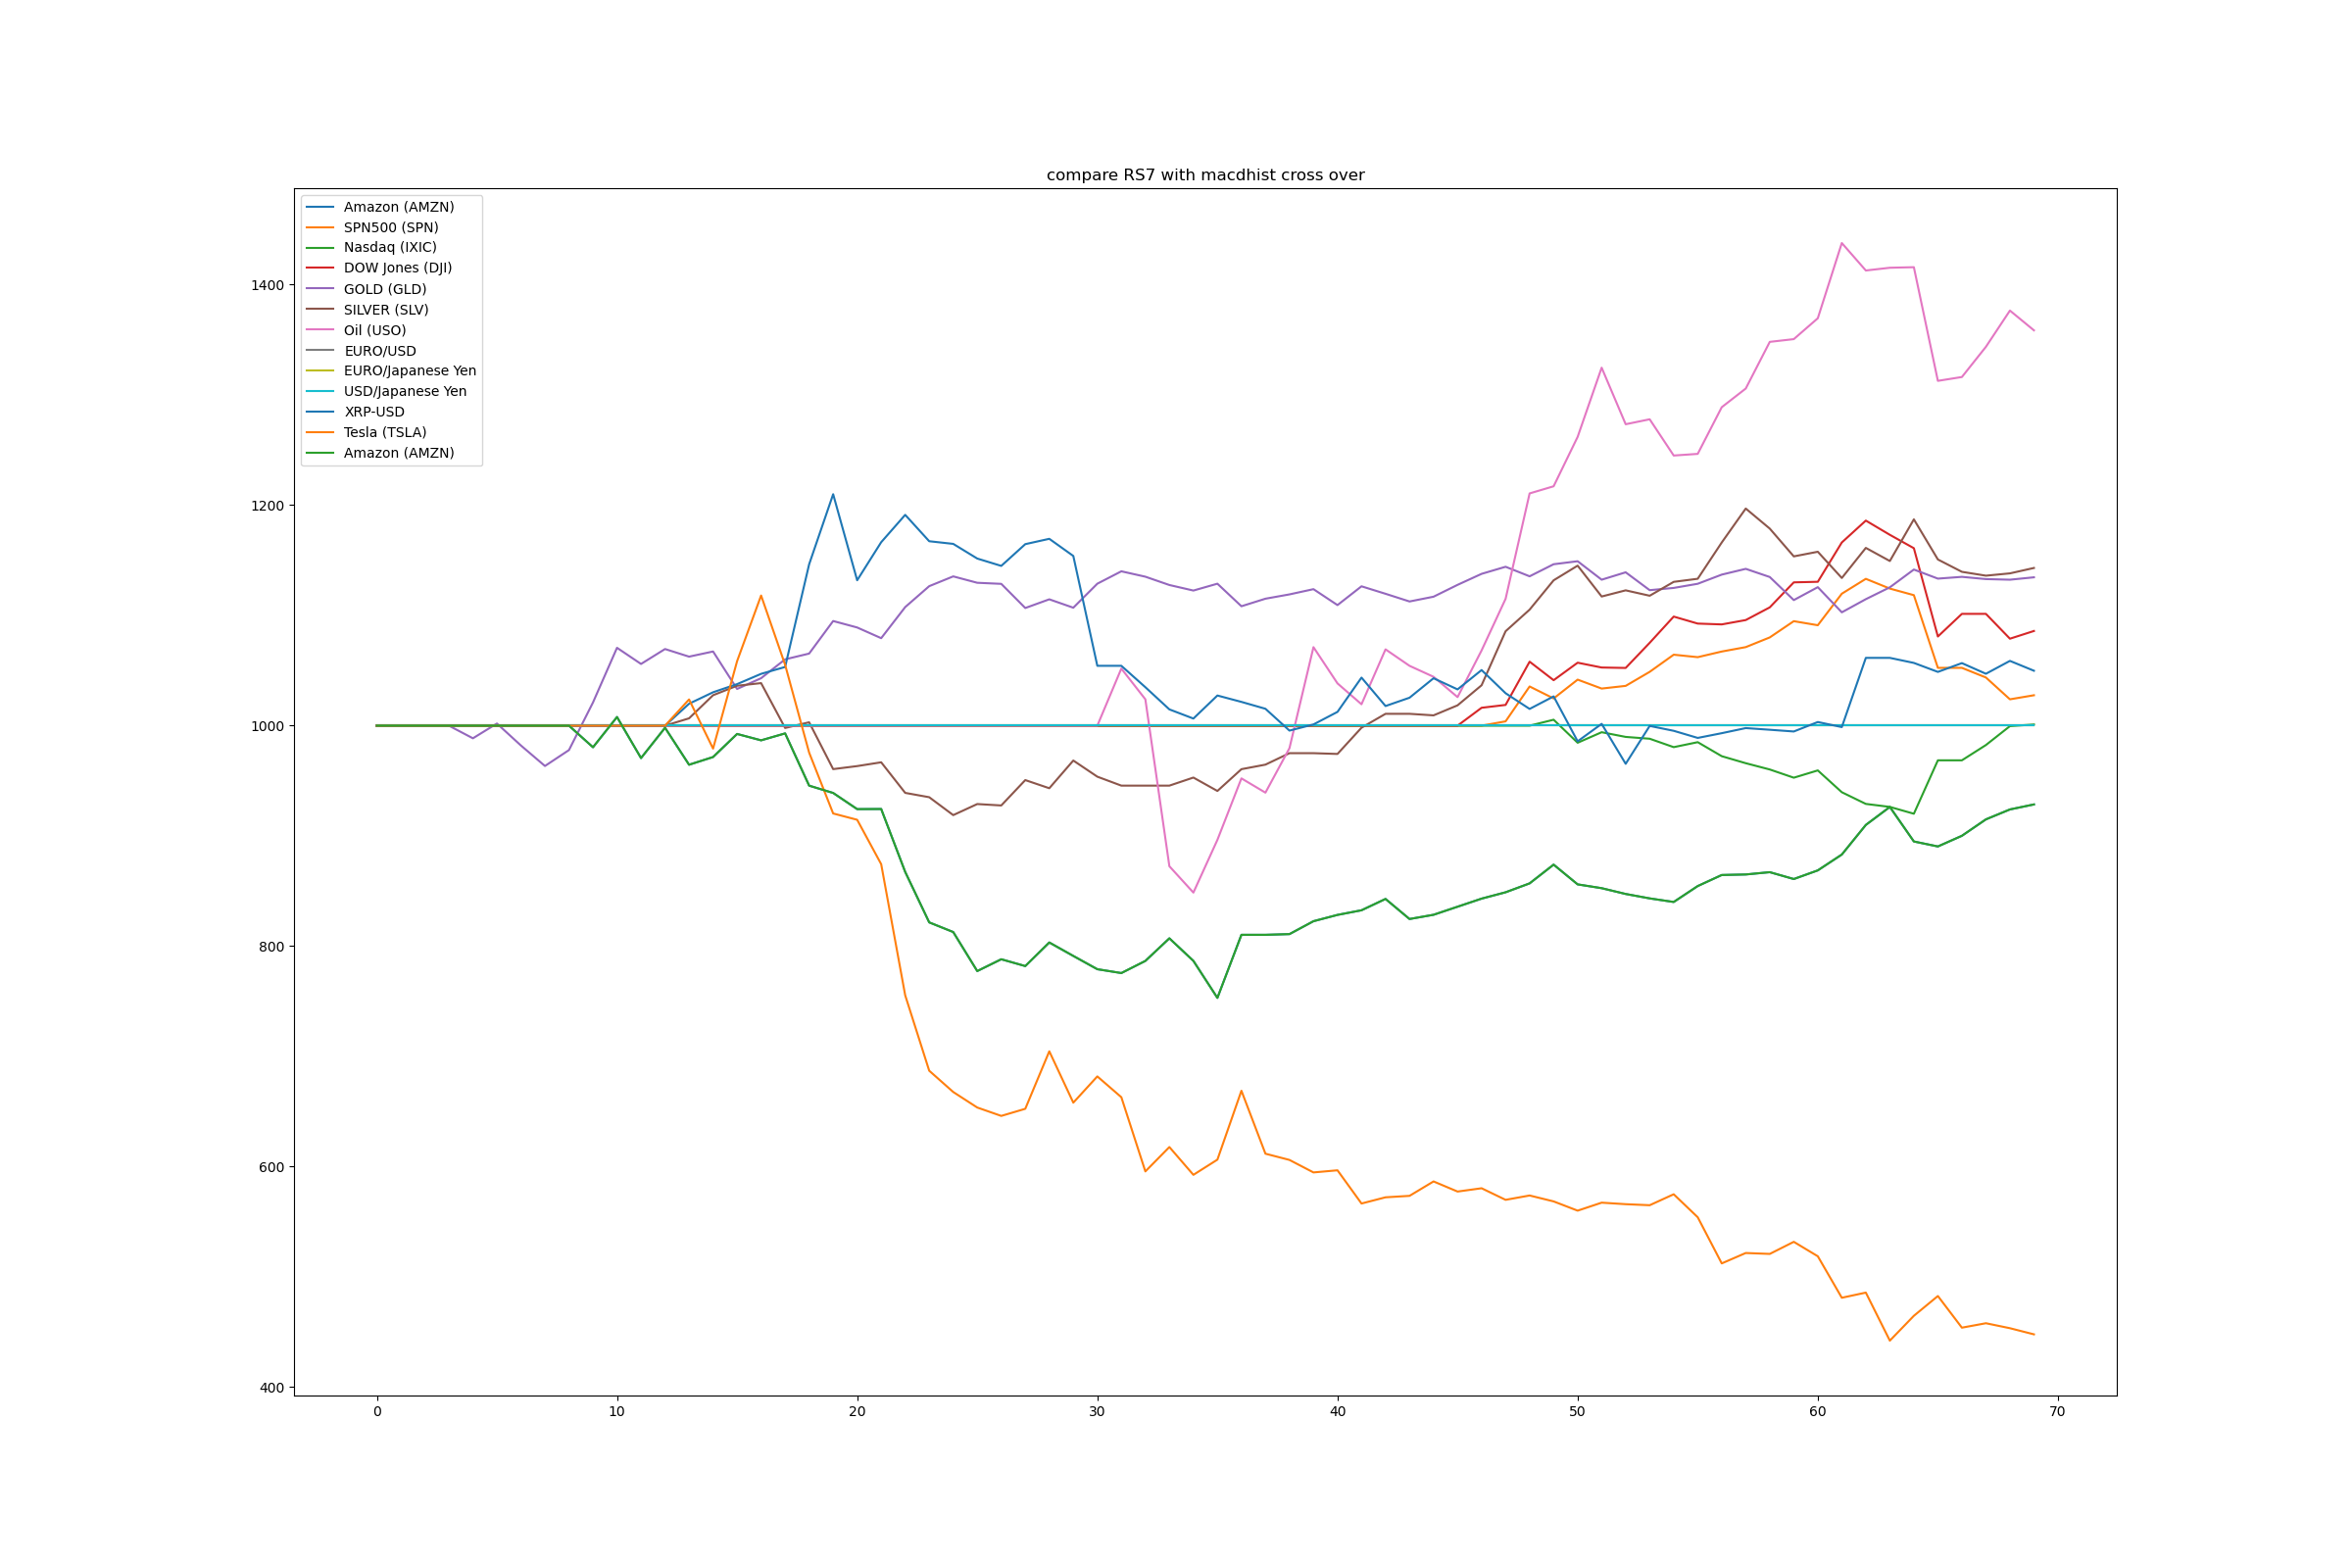 compare RS7 with macdhist cross over
Amazon (AMZN)
SPN500 (SPN)
Nasdaq (IXIC)
DOW Jones (DJI)
GOLD (GLD)
SILVER (SLV)
Oil (USO)
EURO/USD
EURO/Japanese Yen
USD/Japanese Yen
XRP-USD
Tesla (TSLA)
Amazon (AMZN)
1400
1200
1000
800
600
400
0 10 20 30 40 50 60 70